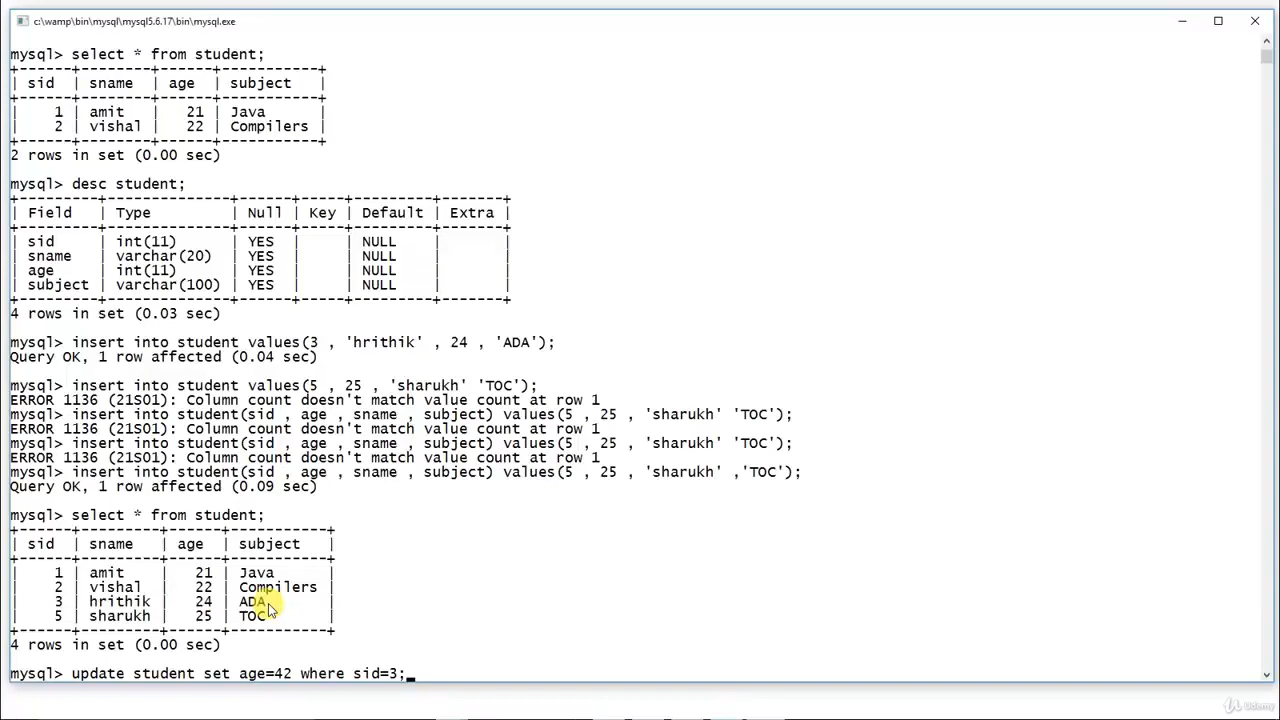 c:\wamp\bin\mysql\mysql5.6.17\bin\mysql.exe
mysql> select * from student;
+------+--------+------+-----------+
| sid  | sname  | age  | subject   |
+------+--------+------+-----------+
|    1 | amit   |   21 | Java      |
|    2 | vishal |   22 | Compilers |
+------+--------+------+-----------+
2 rows in set (0.00 sec)
mysql> desc student;
+---------+--------------+------+-----+---------+-------+
| Field   | Type         | Null | Key | Default | Extra |
+---------+--------------+------+-----+---------+-------+
| sid     | int(11)      | YES  |     | NULL    |       |
| sname   | varchar(20)  | YES  |     | NULL    |       |
| age     | int(11)      | YES  |     | NULL    |       |
| subject | varchar(100) | YES  |     | NULL    |       |
+---------+--------------+------+-----+---------+-------+
4 rows in set (0.03 sec)
mysql> insert into student values(3 , 'hrithik' , 24 , 'ADA');
Query OK, 1 row affected (0.04 sec)
mysql> insert into student values(5 , 25 , 'sharukh' 'TOC');
ERROR 1136 (21S01): Column count doesn't match value count at row 1
mysql> insert into student(sid , age , sname , subject) values(5 , 25 , 'sharukh' 'TOC');
ERROR 1136 (21S01): Column count doesn't match value count at row 1
mysql> insert into student(sid , age , sname , subject) values(5 , 25 , 'sharukh' 'TOC');
ERROR 1136 (21S01): Column count doesn't match value count at row 1
mysql> insert into student(sid , age , sname , subject) values(5 , 25 , 'sharukh' ,'TOC');
Query OK, 1 row affected (0.09 sec)
mysql> select * from student;
+------+---------+------+-----------+
| sid  | sname   | age  | subject   |
+------+---------+------+-----------+
|    1 | amit    |   21 | Java      |
|    2 | vishal  |   22 | Compilers |
|    3 | hrithik |   24 | ADA       |
|    5 | sharukh |   25 | TOC       |
+------+---------+------+-----------+
4 rows in set (0.00 sec)
mysql> update student set age=42 where sid=3;
Udemy